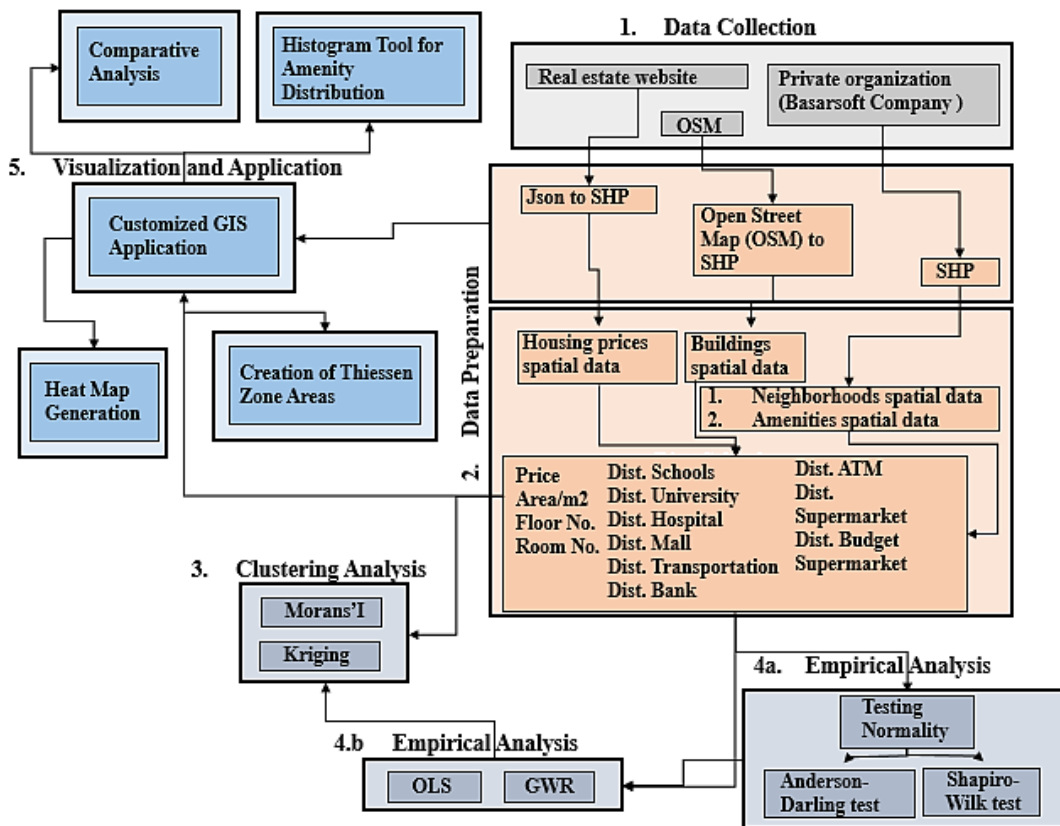 1. Data Collection
Real estate website
OSM
Private organization
(Basarsoft Company )
Comparative
Analysis
Histogram Tool for
Amenity
Distribution
5. Visualization and Application
Customized GIS
Application
Heat Map
Generation
Creation of Thiessen
Zone Areas
2. Data Preparation
Json to SHP
Open Street
Map (OSM) to
SHP
SHP
Housing prices
spatial data
Buildings
spatial data
1. Neighborhoods spatial data
2. Amenities spatial data
Price
Area/m2
Floor No.
Room No.
Dist. Schools
Dist. University
Dist. Hospital
Dist. Mall
Dist. Transportation
Dist. Bank
Dist. ATM
Dist.
Supermarket
Dist. Budget
Supermarket
3. Clustering Analysis
Morans'I
Kriging
4a. Empirical Analysis
Testing
Normality
Anderson-
Darling test
Shapiro-
Wilk test
4.b Empirical Analysis
OLS
GWR